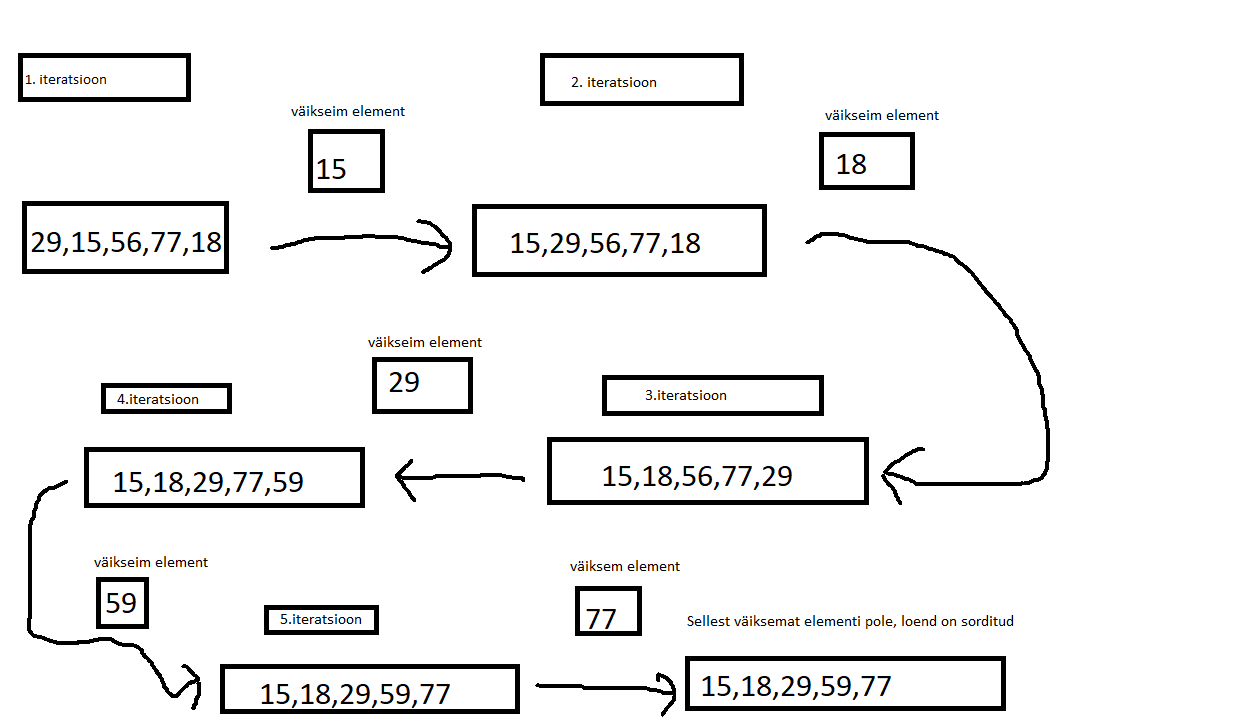 1. iteratsioon
2. iteratsioon
väikseim element
väikseim element
15
18
29,15,56,77,18
15,29,56,77,18
väikseim element
29
4.iteratsioon
3.iteratsioon
15,18,29,77,59
15,18,56,77,29
väikseim element
väiksem element
59
5.iteratsioon
77
Sellest väiksemat elementi pole, loend on sorditud
15,18,29,59,77
15,18,29,59,77